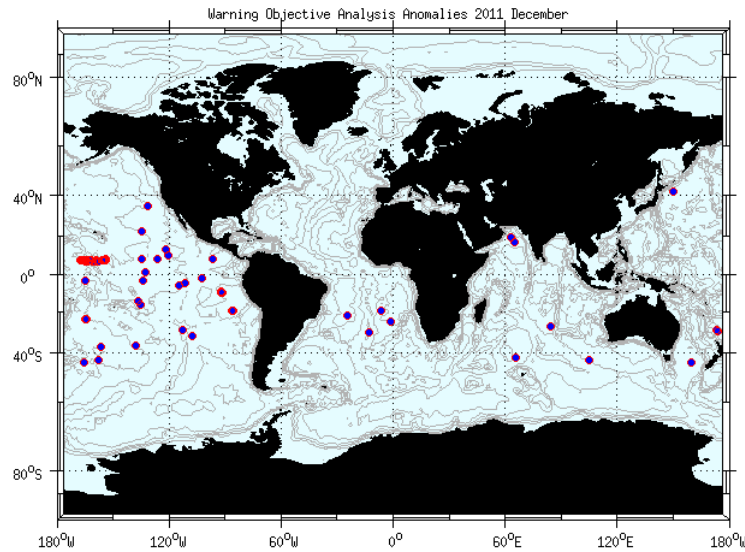 Warning Objective Analysis Anomalies 2011 December
80°N
40°N
0°
40°S
80°S
180°W 120°W 60°W 0° 60°E 120°E 180°W